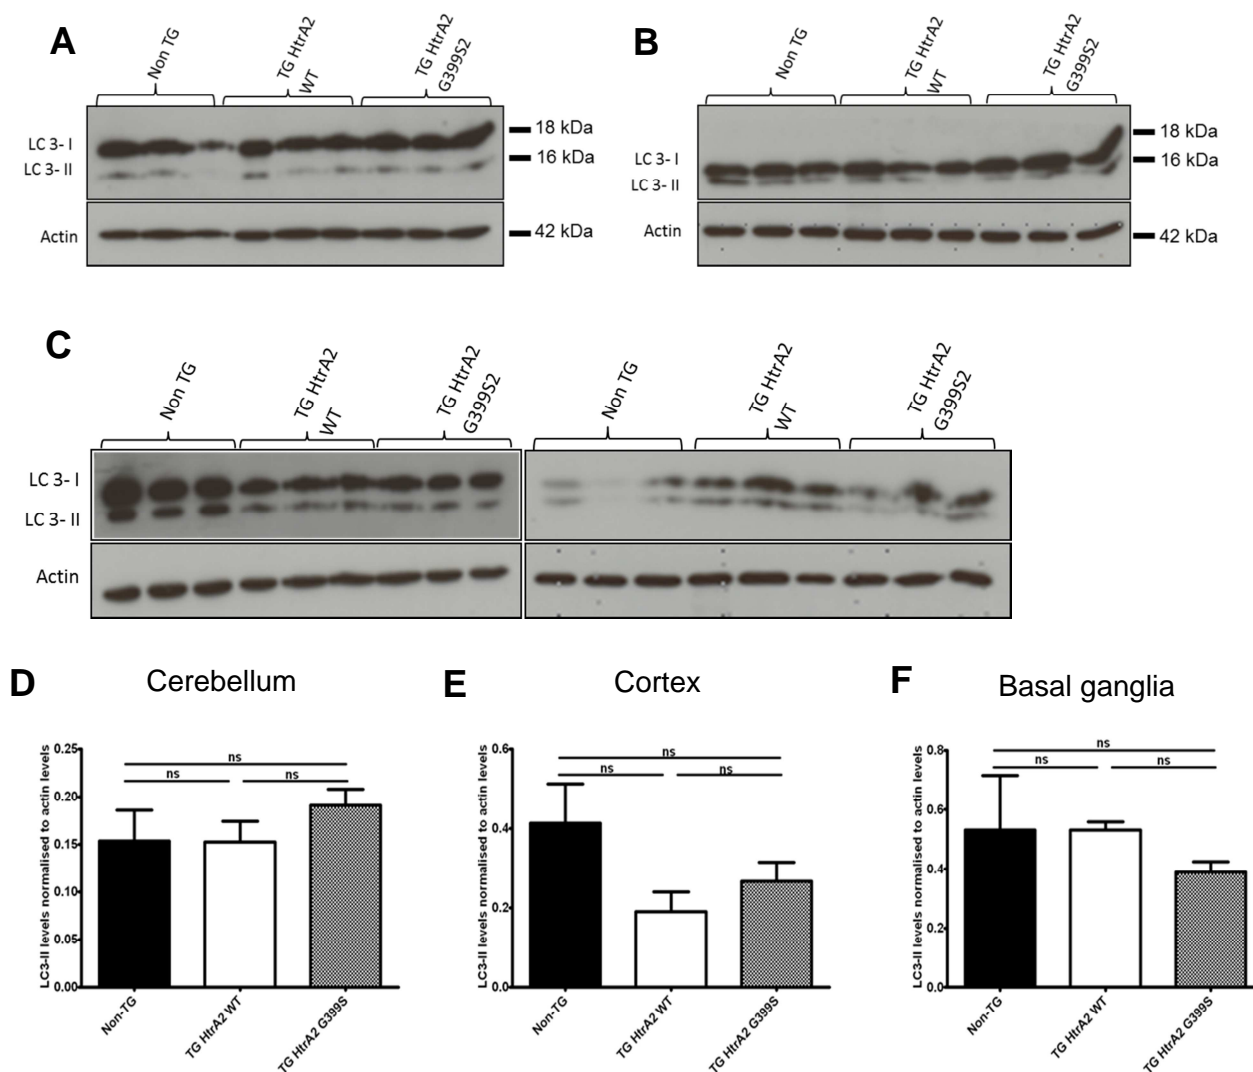 A
Non TG
TG HtrA2
WT
TG HtrA2
G399S2
LC 3- I
LC 3- II
18 kDa
16 kDa
Actin
42 kDa
B
Non TG
TG HtrA2
WT
TG HtrA2
G399S2
LC 3- I
LC 3- II
18 kDa
16 kDa
Actin
42 kDa
C
Non TG
TG HtrA2
WT
TG HtrA2
G399S2
Non TG
TG HtrA2
WT
TG HtrA2
G399S2
LC 3- I
LC 3- II
Actin
D
Cerebellum
LC3-II levels normalised to actin levels
0.25
0.20
0.15
0.10
0.05
0.00
ns
ns
ns
Non-TG
TG HtrA2 WT
TG HtrA2 G399S
E
Cortex
LC3-II levels normalised to actin levels
0.6
0.4
0.2
0.0
ns
ns
ns
Non-TG
TG HtrA2 WT
TG HtrA2 G399S
F
Basal ganglia
LC3-II levels normalised to actin levels
0.8
0.6
0.4
0.2
0.0
ns
ns
ns
Non-TG
TG HtrA2 WT
TG HtrA2 G399S